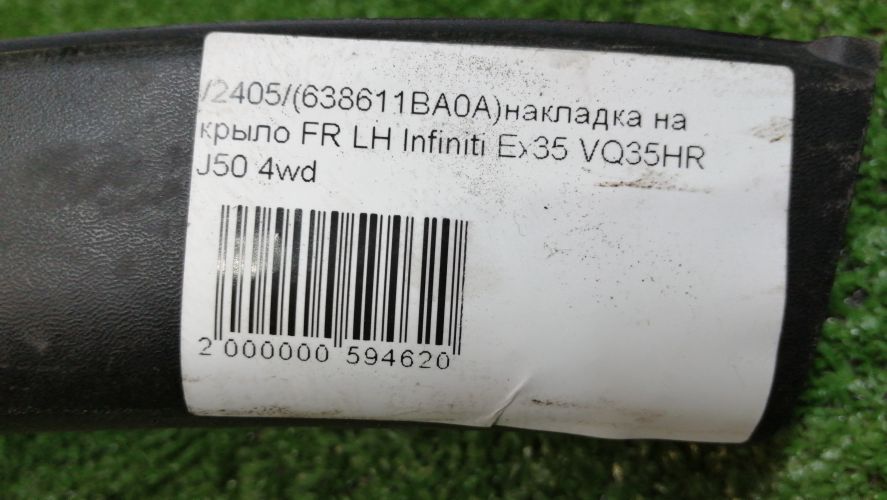 /2405/(638611BA0A)накладка на
крыло FR LH Infiniti Ex35 VQ35HR
J50 4wd
2 000000 594620